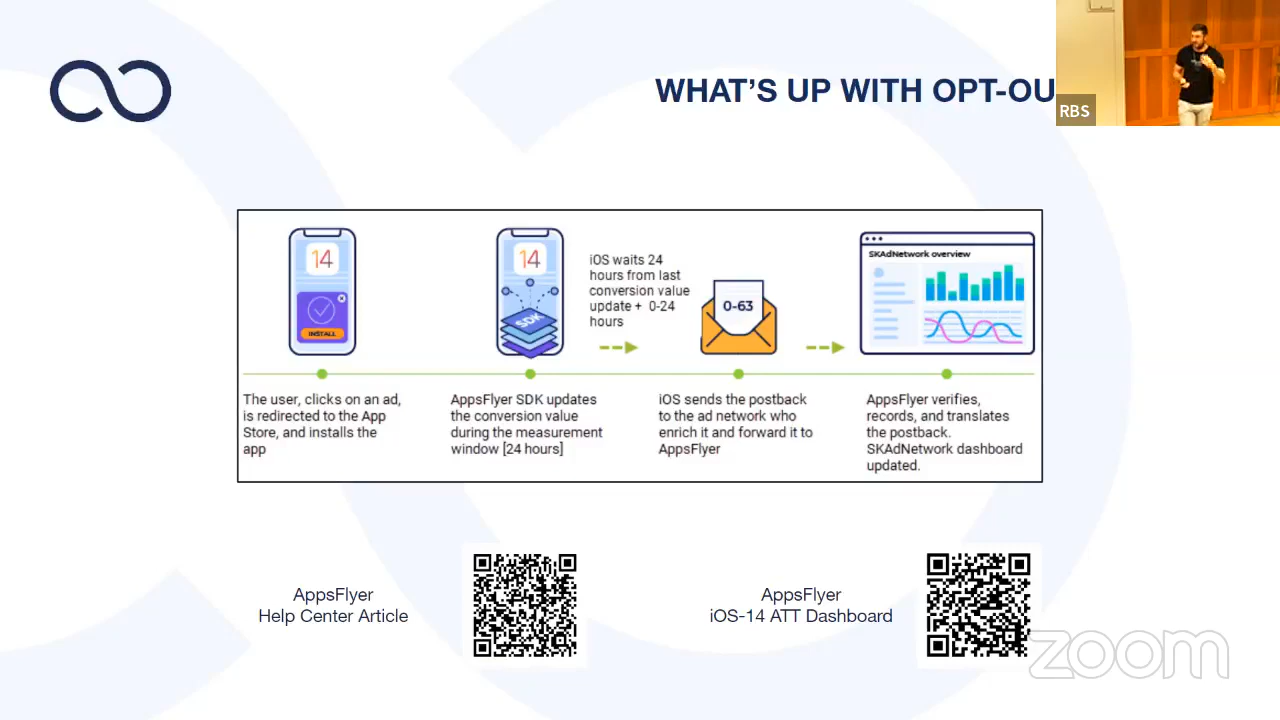 WHAT'S UP WITH OPT-OU
RBS
14
INSTALL
14
SDK
iOS waits 24
hours from last
conversion value
update + 0-24
hours
0-63
SKAdNetwork overview
The user, clicks on an ad,
is redirected to the App
Store, and installs the
app
AppsFlyer SDK updates
the conversion value
during the measurement
window [24 hours]
iOS sends the postback
to the ad network who
enrich it and forward it to
AppsFlyer
AppsFlyer verifies,
records, and translates
the postback.
SKAdNetwork dashboard
updated.
AppsFlyer
Help Center Article
AppsFlyer
iOS-14 ATT Dashboard
zoom